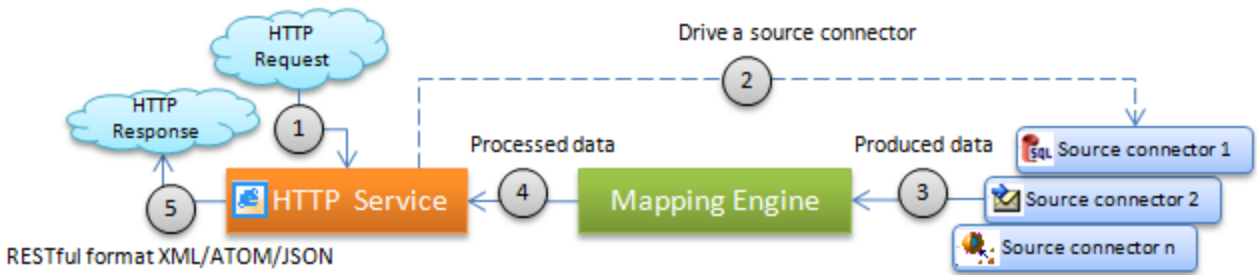 HTTP
Request
Drive a source connector
2
HTTP
Response
1
Processed data
Produced data
SQL Source connector 1
5
HTTP Service
4
Mapping Engine
3
Source connector 2
RESTful format XML/ATOM/JSON
Source connector n